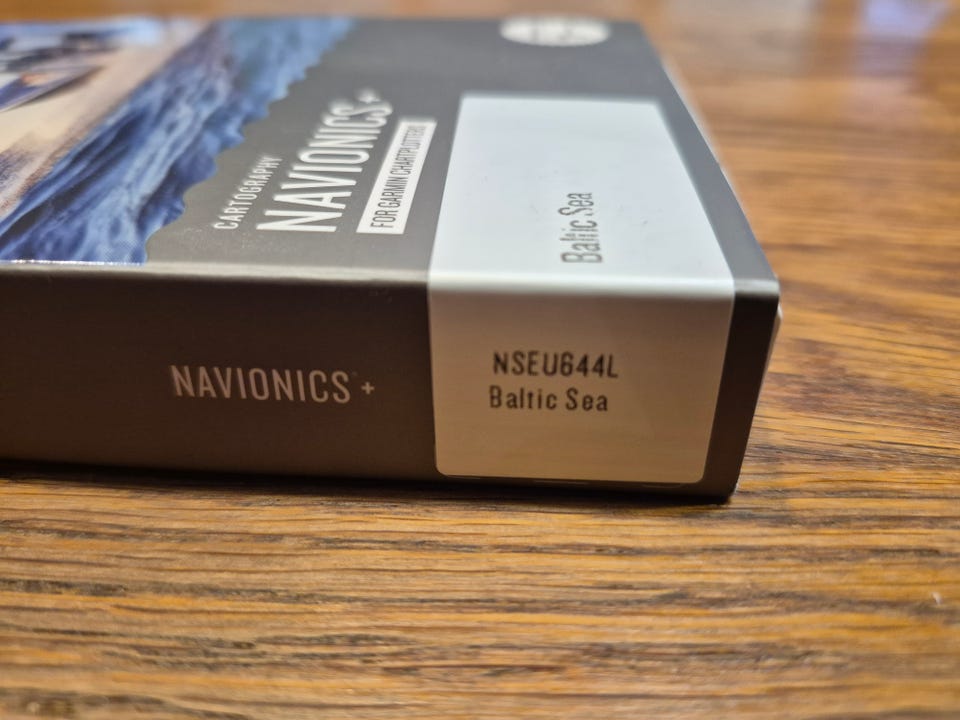 CARTOGRAPHY
NAVIONICS+
FOR GARMIN CHARTPLOTTERS
Baltic Sea
NAVIONICS+
NSEU644L
Baltic Sea